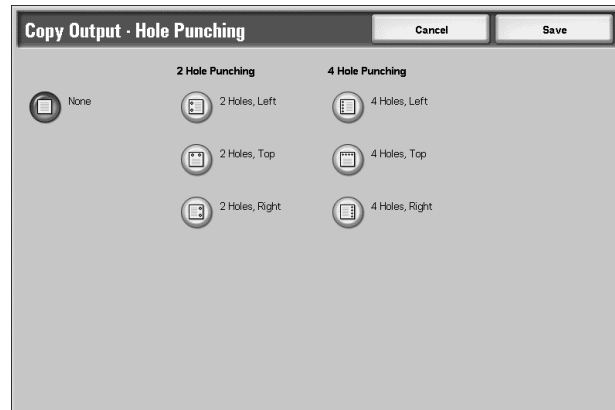 Copy Output - Hole Punching
Cancel
Save
2 Hole Punching
4 Hole Punching
None
2 Holes, Left
4 Holes, Left
2 Holes, Top
4 Holes, Top
2 Holes, Right
4 Holes, Right